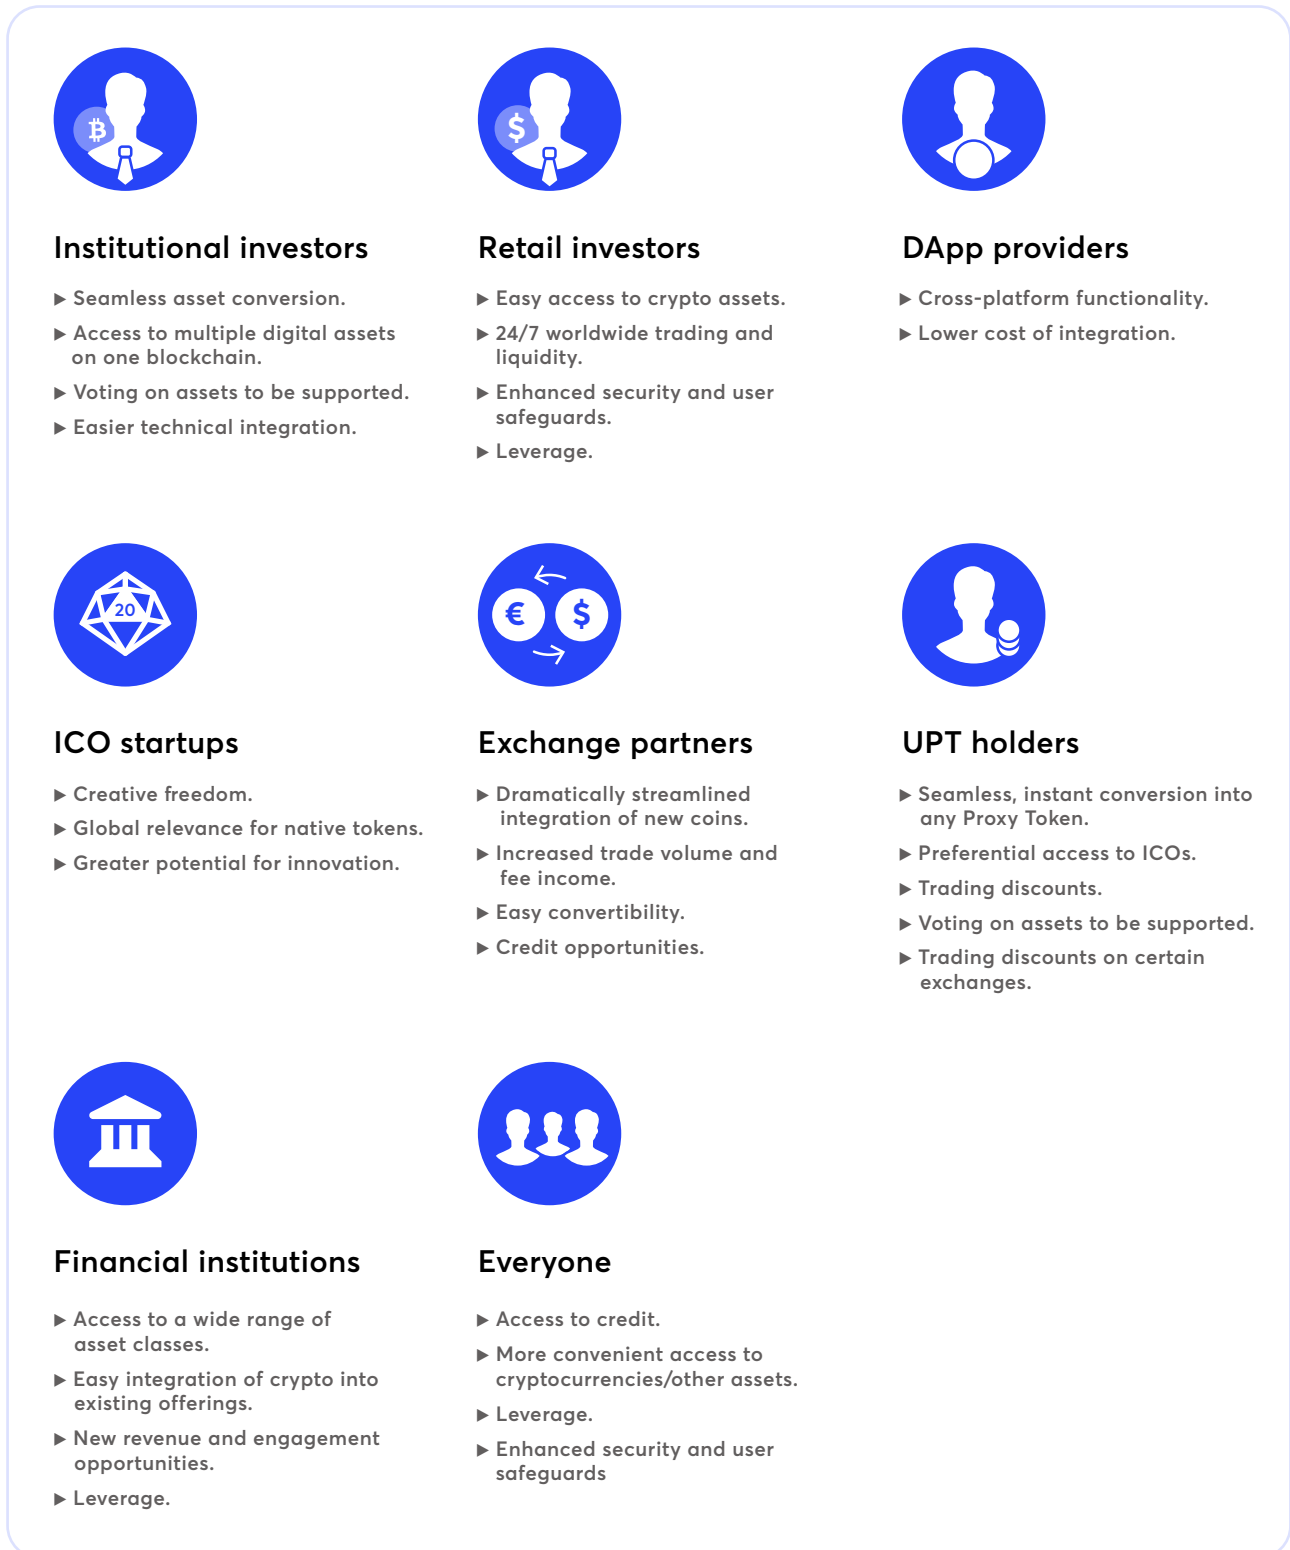 Institutional investors
▶ Seamless asset conversion.
▶ Access to multiple digital assets
on one blockchain.
▶ Voting on assets to be supported.
▶ Easier technical integration.
$
Retail investors
▶ Easy access to crypto assets.
▶ 24/7 worldwide trading and
liquidity.
▶ Enhanced security and user
safeguards.
▶ Leverage.
DApp providers
▶ Cross-platform functionality.
▶ Lower cost of integration.
20
ICO startups
▶ Creative freedom.
▶ Global relevance for native tokens.
▶ Greater potential for innovation.
€ $
Exchange partners
▶ Dramatically streamlined
integration of new coins.
▶ Increased trade volume and
fee income.
▶ Easy convertibility.
▶ Credit opportunities.
UPT holders
▶ Seamless, instant conversion into
any Proxy Token.
▶ Preferential access to ICOs.
▶ Trading discounts.
▶ Voting on assets to be supported.
▶ Trading discounts on certain
exchanges.
Financial institutions
▶ Access to a wide range of
asset classes.
▶ Easy integration of crypto into
existing offerings.
▶ New revenue and engagement
opportunities.
▶ Leverage.
Everyone
▶ Access to credit.
▶ More convenient access to
cryptocurrencies/other assets.
▶ Leverage.
▶ Enhanced security and user
safeguards